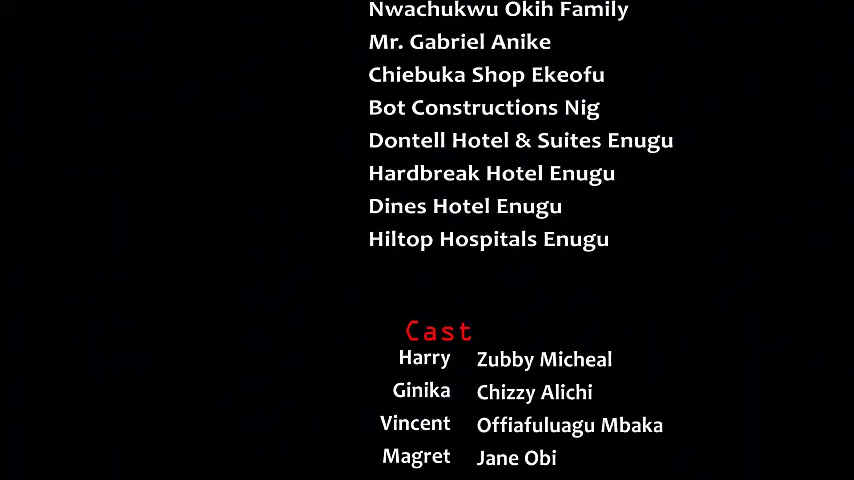 Nwachukwu Okih Family
Mr. Gabriel Anike
Chiebuka Shop Ekeofu
Bot Constructions Nig
Dontell Hotel & Suites Enugu
Hardbreak Hotel Enugu
Dines Hotel Enugu
Hiltop Hospitals Enugu
Cast
Harry Zubby Micheal
Ginika Chizzy Alichi
Vincent Offiafuluagu Mbaka
Magret Jane Obi